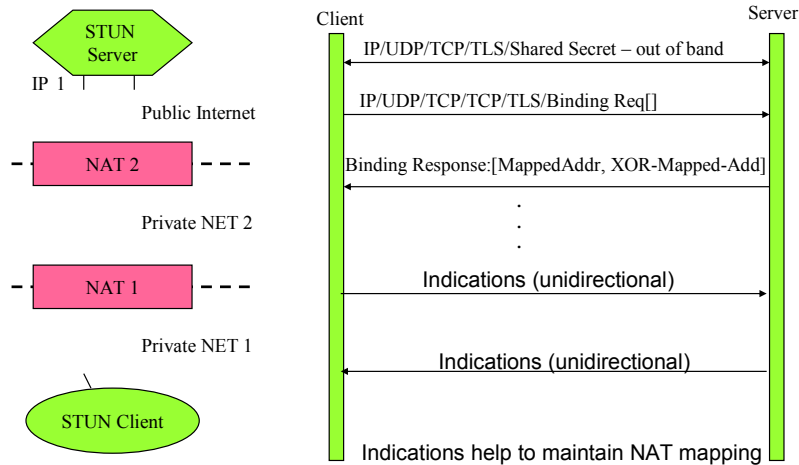 STUN
Server
IP 1
Public Internet
NAT 2
Private NET 2
NAT 1
Private NET 1
STUN Client
Client
Server
IP/UDP/TCP/TLS/Shared Secret – out of band
IP/UDP/TCP/TCP/TLS/Binding Req[]
Binding Response:[MappedAddr, XOR-Mapped-Add]
.
.
.
Indications (unidirectional)
Indications (unidirectional)
Indications help to maintain NAT mapping